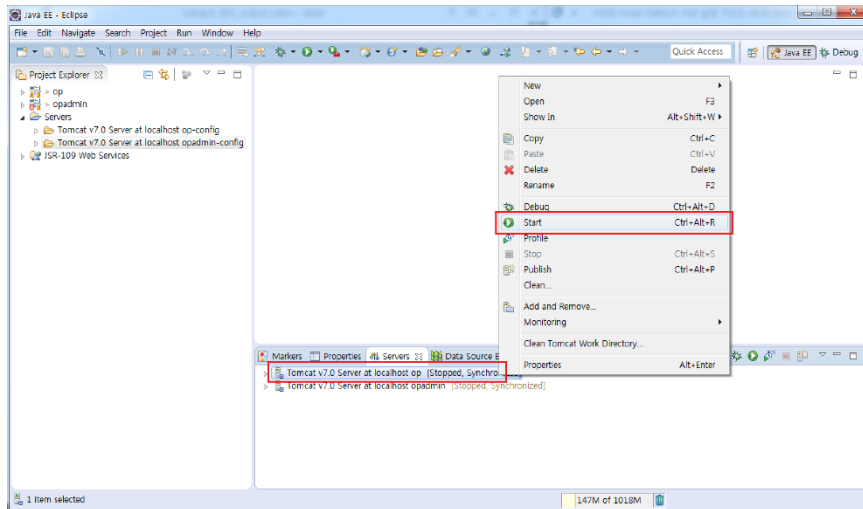 Java EE - Eclipse
File Edit Navigate Search Project Run Window Help
Quick Access
Java EE
Debug
Project Explorer
> op
> opadmin
Servers
Tomcat v7.0 Server at localhost op-config
Tomcat v7.0 Server at localhost opadmin-config
JSR-109 Web Services
New
Open F3
Show In Alt+Shift+W
Copy Ctrl+C
Paste Ctrl+V
Delete Delete
Rename F2
Debug Ctrl+Alt+D
Start Ctrl+Alt+R
Profile
Stop Ctrl+Alt+S
Publish Ctrl+Alt+P
Clean...
Add and Remove...
Monitoring
Clean Tomcat Work Directory...
Properties Alt+Enter
Markers Properties Servers Data Source E
Tomcat v7.0 Server at localhost op [Stopped, Synchro
Tomcat v7.0 Server at localhost opadmin [Stopped, Synchronized]
1 item selected
147M of 1018M